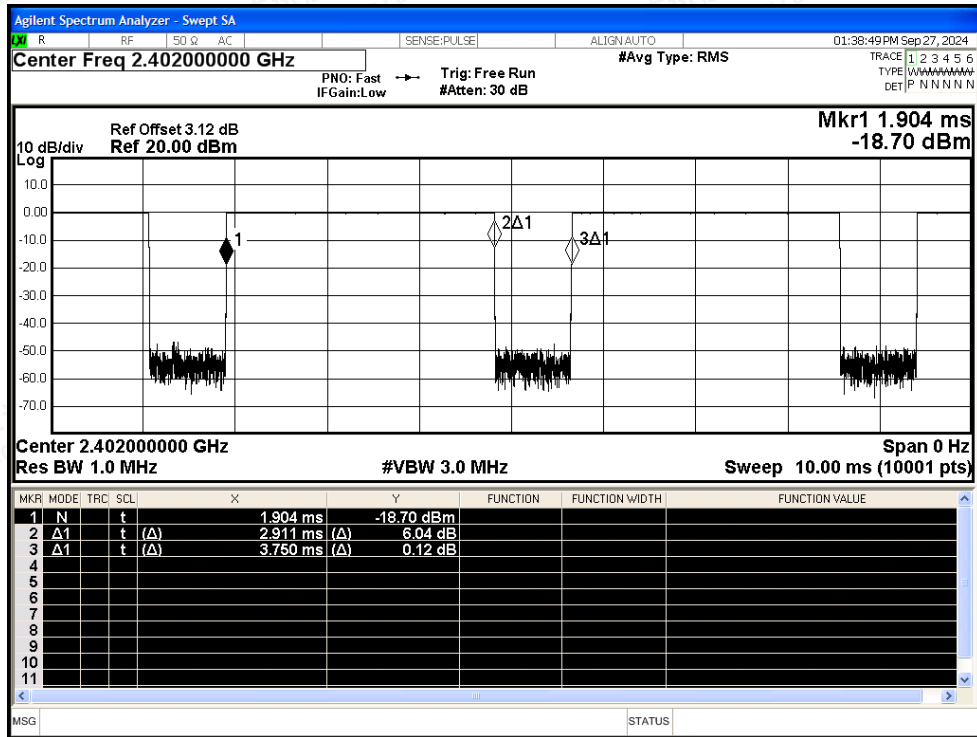 Agilent Spectrum Analyzer - Swept SA
LXI R RF 50 Ω AC SENSE:PULSE ALIGN AUTO 01:38:49 PM Sep 27, 2024
Center Freq 2.402000000 GHz #Avg Type: RMS TRACE 1 2 3 4 5 6
PNO: Fast Trig: Free Run TYPE
IFGain:Low #Atten: 30 dB DET P N N N N N
Mkr1 1.904 ms
Ref Offset 3.12 dB
10 dB/div Ref 20.00 dBm -18.70 dBm
Log
10.0
0.00
2Δ1
-10.0 1 3Δ1
-20.0
-30.0
-40.0
-50.0
-60.0
-70.0
Center 2.402000000 GHz Span 0 Hz
Res BW 1.0 MHz #VBW 3.0 MHz Sweep 10.00 ms (10001 pts)
MKR MODE TRC SCL X Y FUNCTION FUNCTION WIDTH FUNCTION VALUE
1 N t 1.904 ms -18.70 dBm
2 Δ1 t (Δ) 2.911 ms (Δ) 6.04 dB
3 Δ1 t (Δ) 3.750 ms (Δ) 0.12 dB
4
5
6
7
8
9
10
11
MSG STATUS